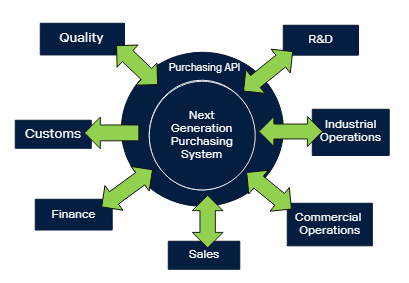 Quality
R&D
Purchasing API
Next
Generation
Purchasing
System
Customs
Industrial
Operations
Finance
Commercial
Operations
Sales